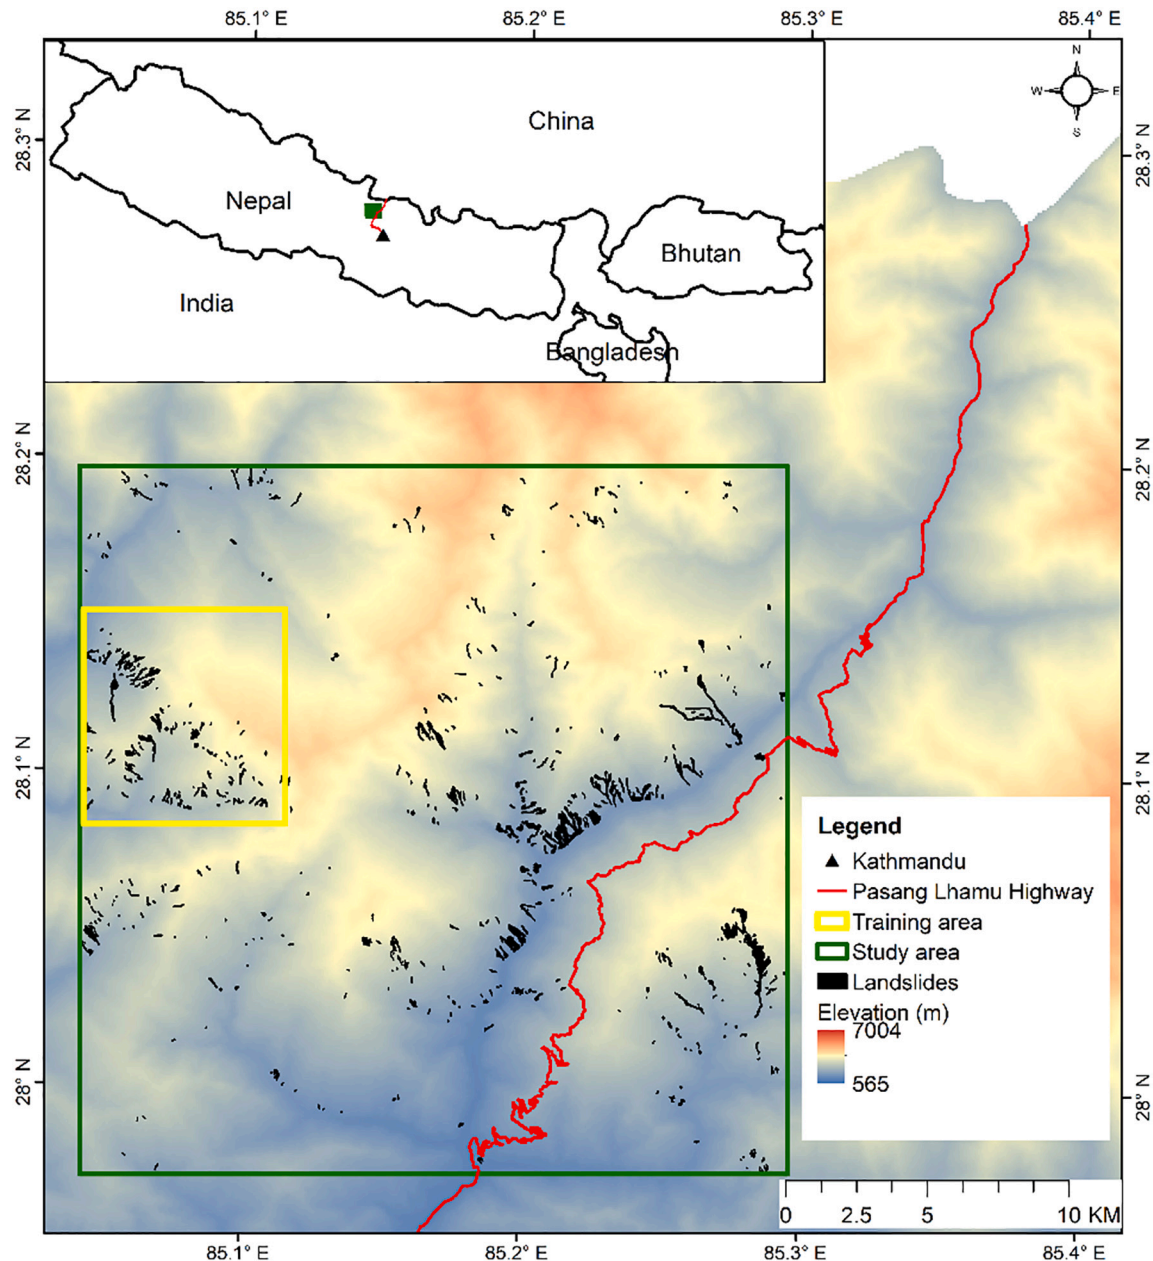 85.1° E 85.2° E 85.3° E 85.4° E
N
W E
S
China
Nepal
Bhutan
India
Bangladesh
28.3° N
28.3° N
28.2° N
28.2° N
28.1° N
28.1° N
28° N
28° N
Legend
Kathmandu
Pasang Lhamu Highway
Training area
Study area
Landslides
Elevation (m)
7004
565
0 2.5 5 10 KM
85.1° E 85.2° E 85.3° E 85.4° E